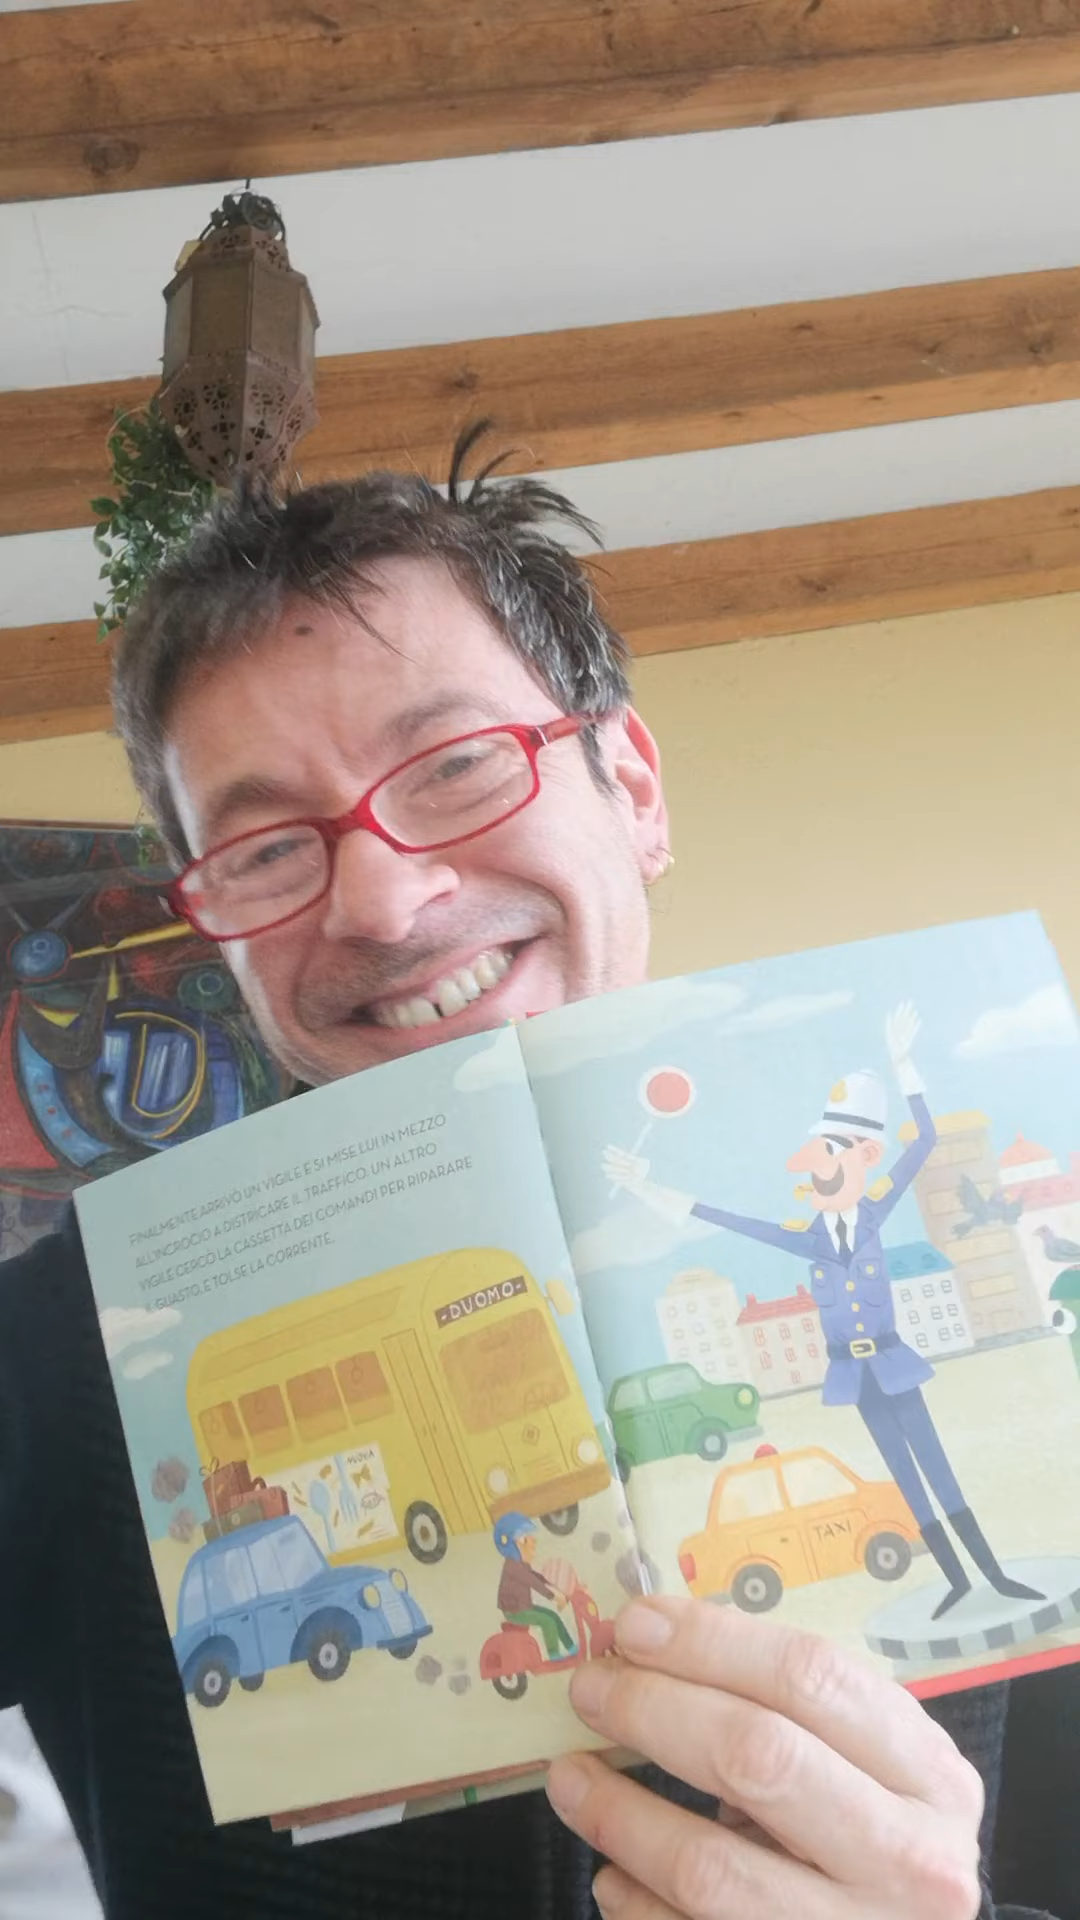 FINALMENTE ARRIVÒ UN VIGILE E SI MISE LUI IN MEZZO
ALL'INCROCIO A DISTRICARE IL TRAFFICO. UN ALTRO
VIGILE CERCÒ LA CASSETTA DEI COMANDI PER RIPARARE
IL GUASTO, E TOLSE LA CORRENTE.
-DUOMO-
NUOVA
TAXI